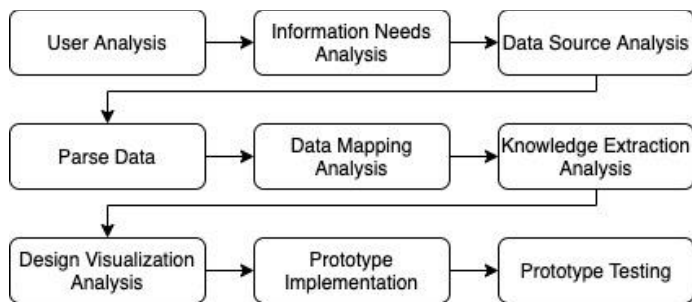 User Analysis
Information Needs
Analysis
Data Source Analysis
Parse Data
Data Mapping
Analysis
Knowledge Extraction
Analysis
Design Visualization
Analysis
Prototype
Implementation
Prototype Testing